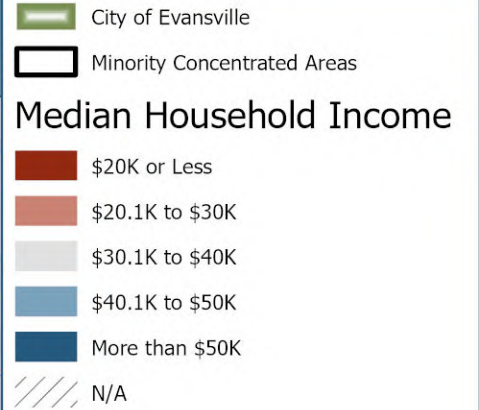 City of Evansville
Minority Concentrated Areas
Median Household Income
$20K or Less
$20.1K to $30K
$30.1K to $40K
$40.1K to $50K
More than $50K
N/A